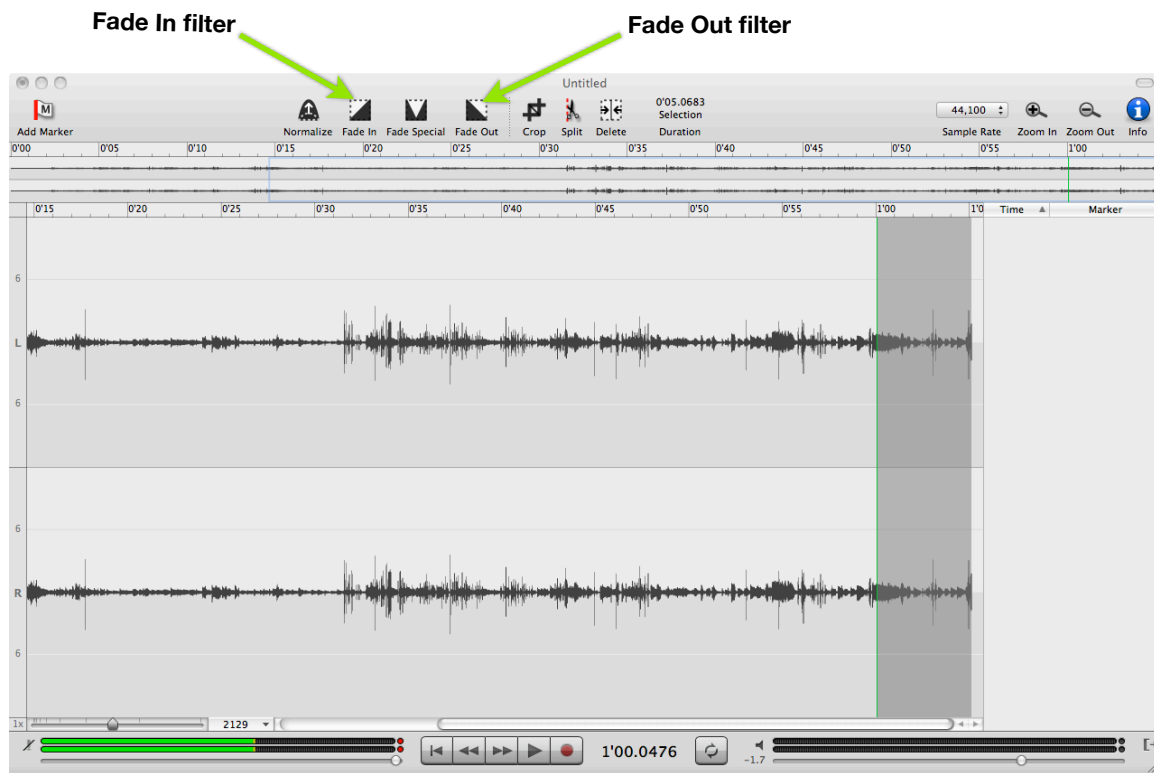 Fade In filter
Fade Out filter
Untitled
M
Add Marker
Normalize Fade In Fade Special Fade Out Crop Split Delete
0'05.0683
Selection
Duration
44,100
Sample Rate Zoom In Zoom Out Info
0'00 0'05 0'10 0'15 0'20 0'25 0'30 0'35 0'40 0'45 0'50 0'55 1'00
0'15 0'20 0'25 0'30 0'35 0'40 0'45 0'50 0'55 1'00 1'0 Time Marker
6
L
6
6
R
6
1x 2129
1'00.0476
-1.7